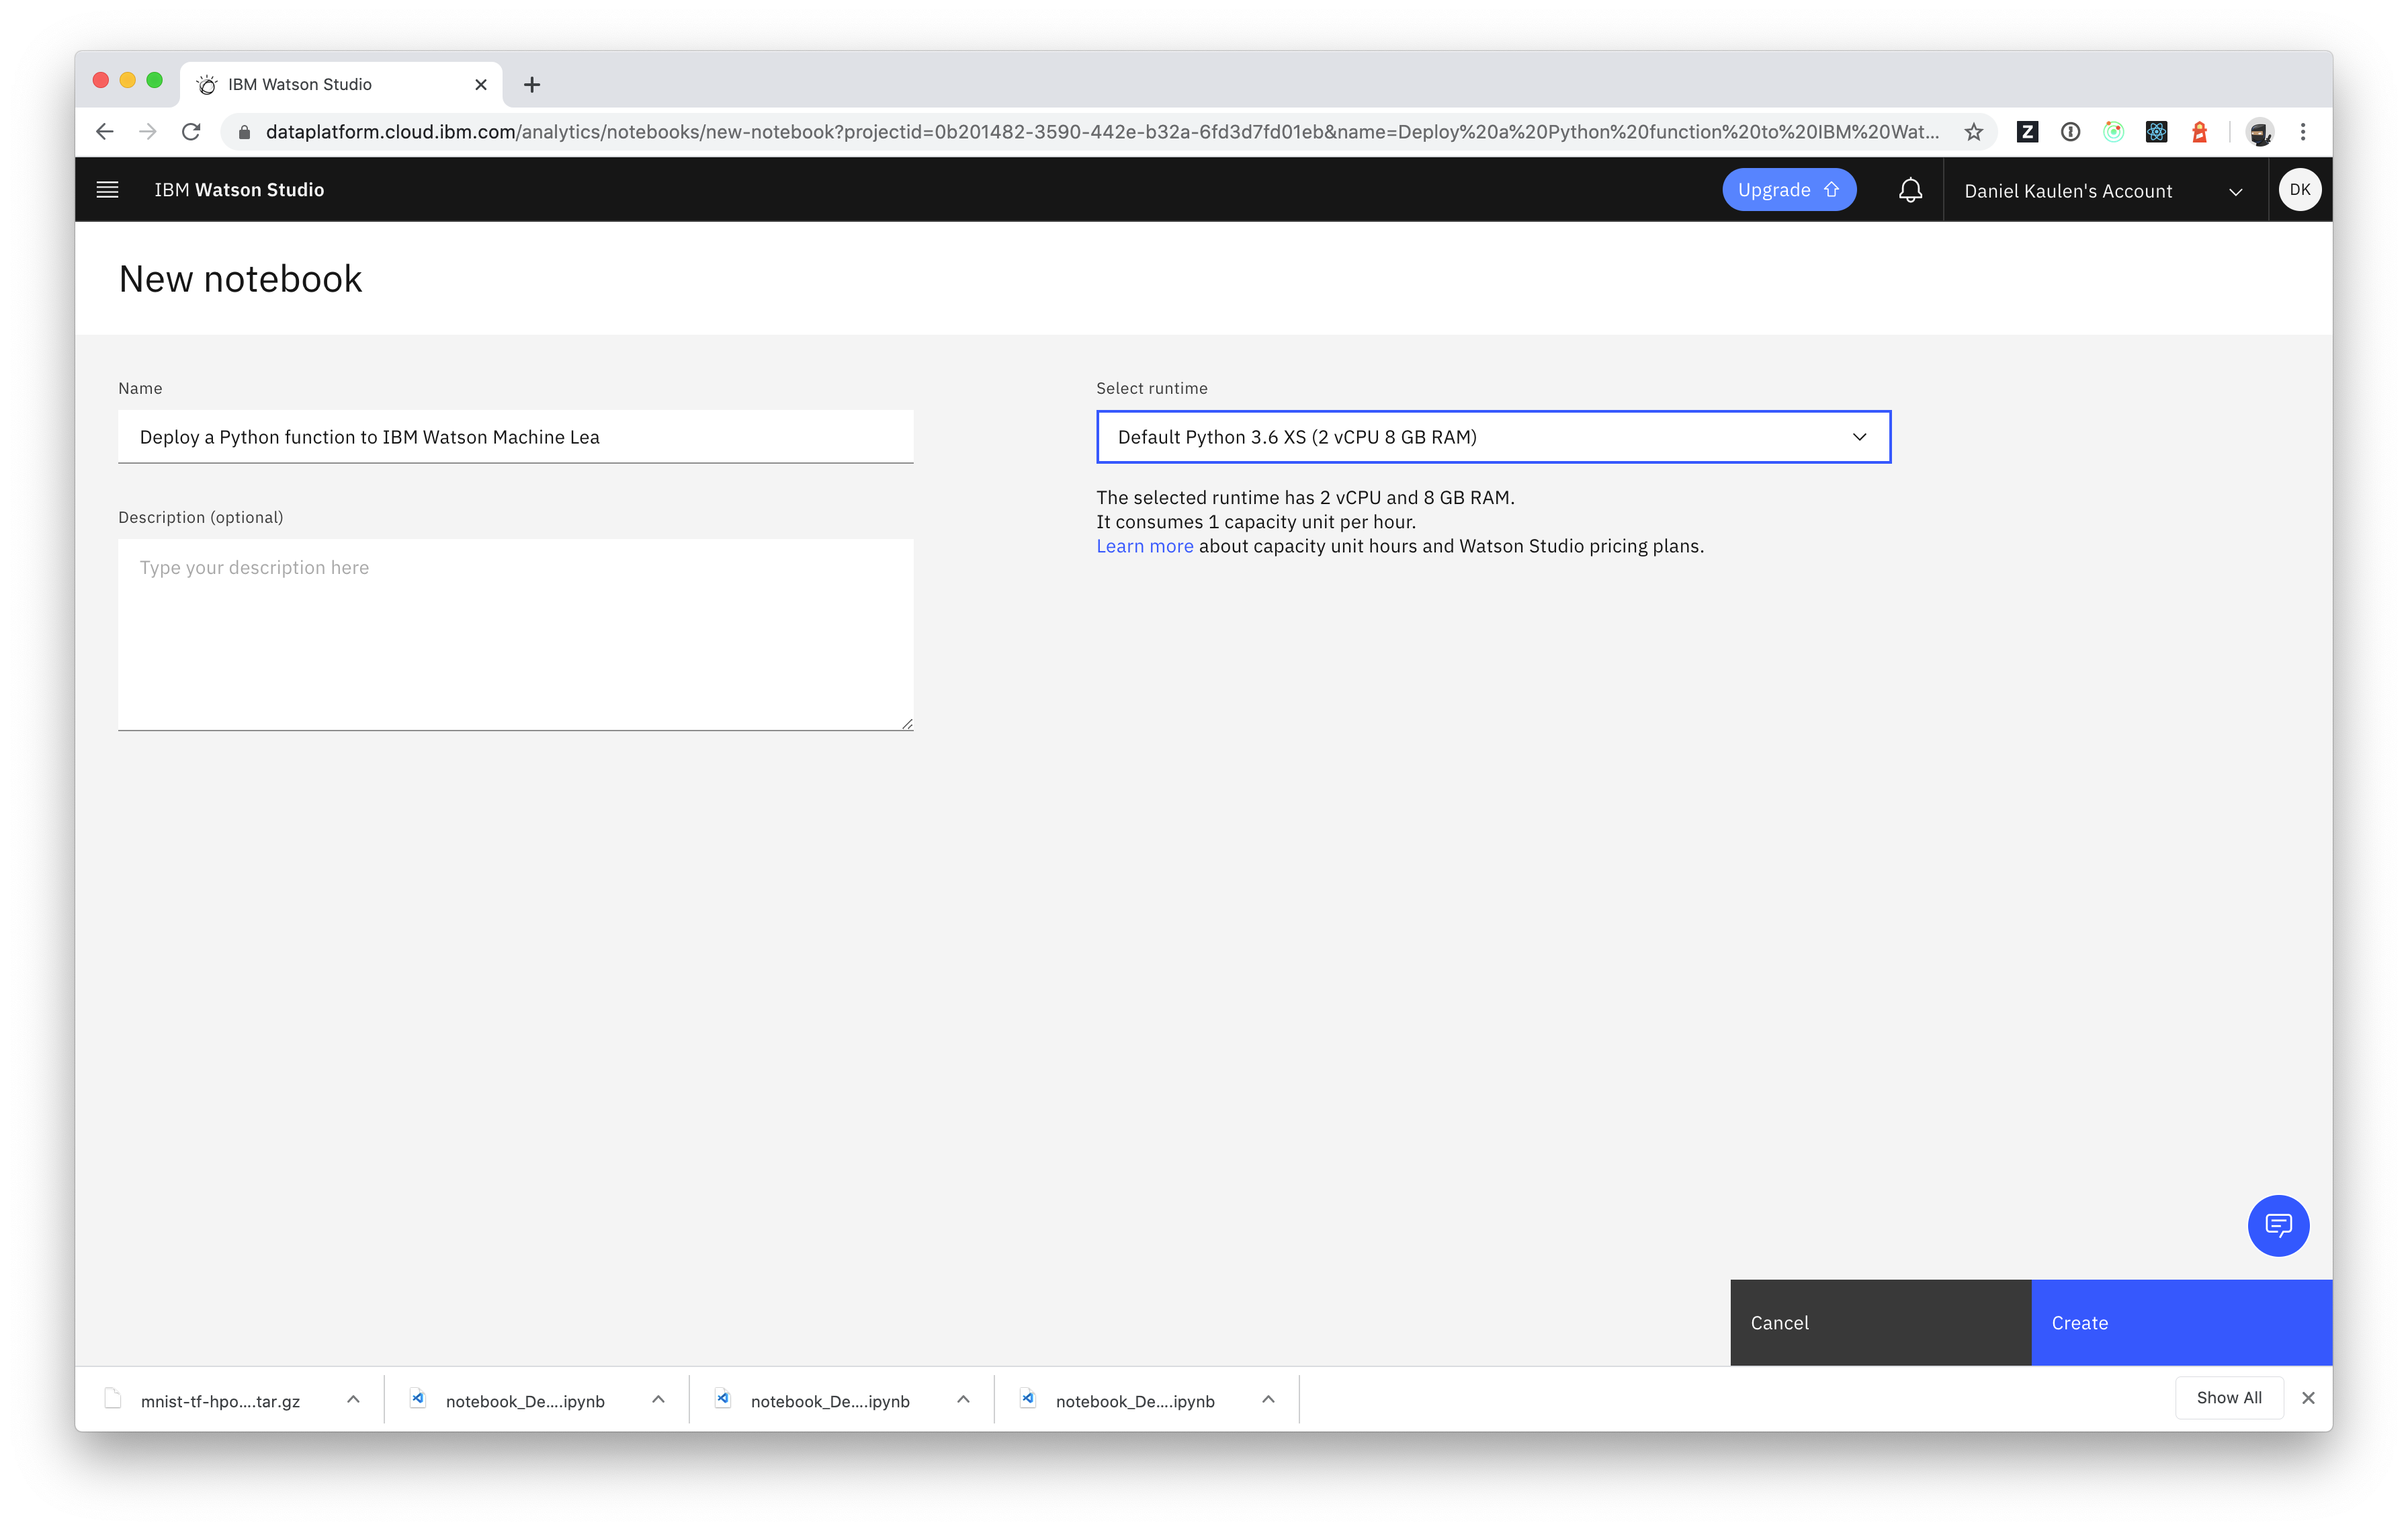 IBM Watson Studio
dataplatform.cloud.ibm.com/analytics/notebooks/new-notebook?projectid=0b201482-3590-442e-b32a-6fd3d7fd01eb&name=Deploy%20a%20Python%20function%20to%20IBM%20Wat...
Z
IBM Watson Studio
Upgrade
Daniel Kaulen's Account
DK
New notebook
Name
Deploy a Python function to IBM Watson Machine Lea
Description (optional)
Type your description here
Select runtime
Default Python 3.6 XS (2 vCPU 8 GB RAM)
The selected runtime has 2 vCPU and 8 GB RAM.
It consumes 1 capacity unit per hour.
Learn more about capacity unit hours and Watson Studio pricing plans.
Cancel
Create
mnist-tf-hpo....tar.gz
notebook_De....ipynb
notebook_De....ipynb
notebook_De....ipynb
Show All